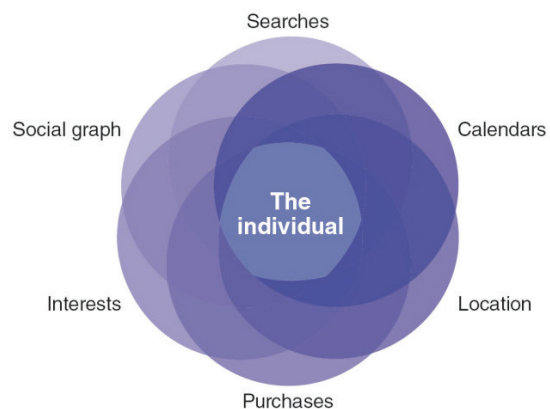 Searches
Social graph
Calendars
The
individual
Interests
Location
Purchases